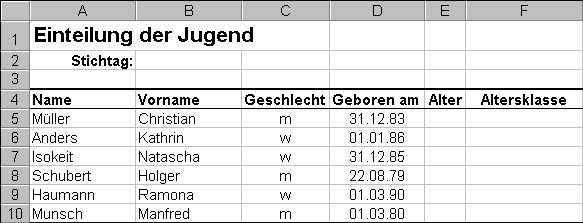 A B C D E F
1 Einteilung der Jugend
2 Stichtag:
3
4 Name Vorname Geschlecht Geboren am Alter Altersklasse
5 Müller Christian m 31.12.83
6 Anders Kathrin w 01.01.86
7 Isokeit Natascha w 31.12.85
8 Schubert Holger m 22.08.79
9 Haumann Ramona w 01.03.90
10 Munsch Manfred m 01.03.80